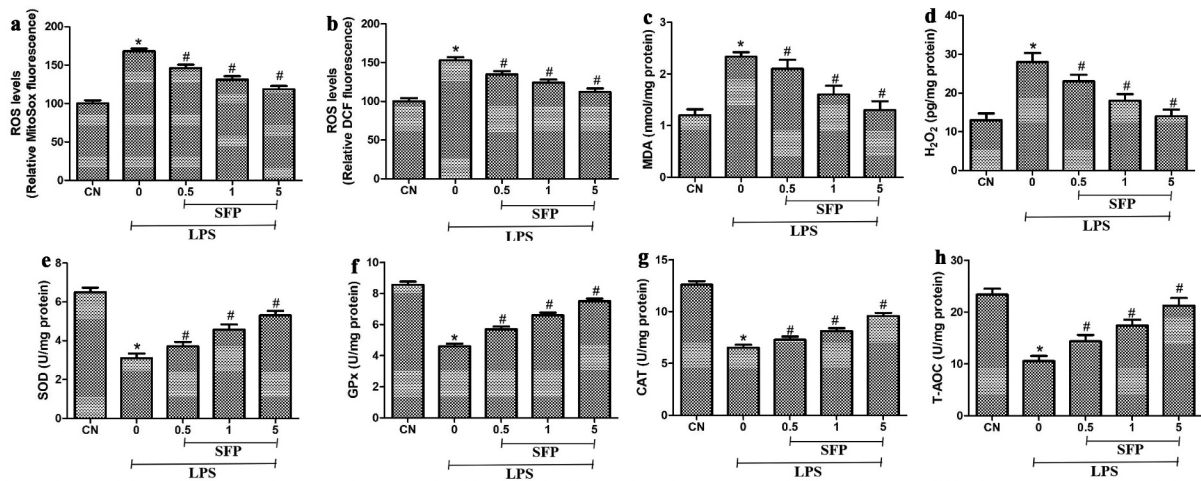 a
ROS levels
(Relative MitoSox fluorescence)
200
150
100
50
0
*
#
#
#
CN 0 0.5 1 5
SFP
LPS
b
ROS levels
(Relative DCF fluorescence)
200
150
100
50
0
*
#
#
#
CN 0 0.5 1 5
SFP
LPS
c
MDA (nmol/mg protein)
3
2
1
0
*
#
#
#
CN 0 0.5 1 5
SFP
LPS
d
H2O2 (pg/mg protein)
40
30
20
10
0
*
#
#
#
CN 0 0.5 1 5
SFP
LPS
e
SOD (U/mg protein)
8
6
4
2
0
*
#
#
#
CN 0 0.5 1 5
SFP
LPS
f
GPx (U/mg protein)
10
8
6
4
2
0
*
#
#
#
CN 0 0.5 1 5
SFP
LPS
g
CAT (U/mg protein)
15
10
5
0
*
#
#
#
CN 0 0.5 1 5
SFP
LPS
h
T-AOC (U/mg protein)
30
20
10
0
*
#
#
#
CN 0 0.5 1 5
SFP
LPS